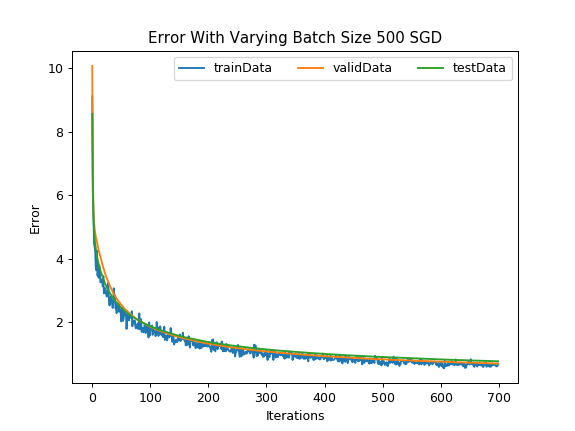 Error With Varying Batch Size 500 SGD
trainData validData testData
10
8
6
4
2
Error
0 100 200 300 400 500 600 700
Iterations